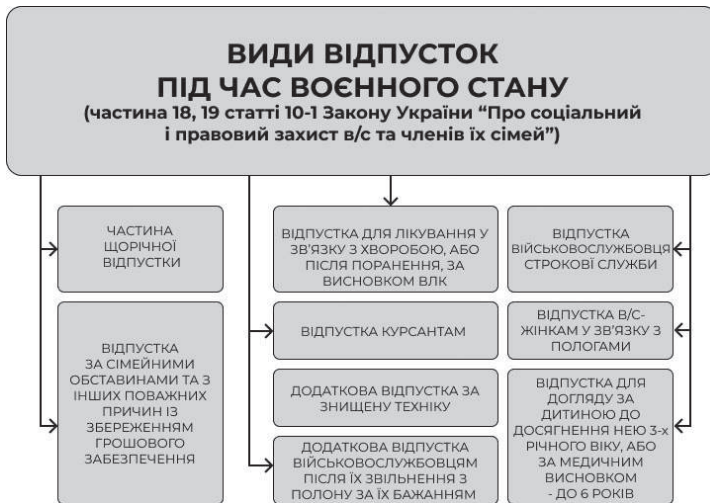 ВИДИ ВІДПУСТОК
ПІД ЧАС ВОЄННОГО СТАНУ
(частина 18, 19 статті 10-1 Закону України “Про соціальний
і правовий захист в/с та членів їх сімей”)
ЧАСТИНА
ЩОРІЧНОЇ
ВІДПУСТКИ
ВІДПУСТКА
ЗА СІМЕЙНИМИ
ОБСТАВИНАМИ ТА З
ІНШИХ ПОВАЖНИХ
ПРИЧИН ІЗ
ЗБЕРЕЖЕННЯМ
ГРОШОВОГО
ЗАБЕЗПЕЧЕННЯ
ВІДПУСТКА ДЛЯ ЛІКУВАННЯ У
ЗВ’ЯЗКУ З ХВОРОБОЮ, АБО
ПІСЛЯ ПОРАНЕННЯ, ЗА
ВИСНОВКОМ ВЛК
ВІДПУСТКА КУРСАНТАМ
ДОДАТКОВА ВІДПУСТКА ЗА
ЗНИЩЕНУ ТЕХНІКУ
ДОДАТКОВА ВІДПУСТКА
ВІЙСЬКОВОСЛУЖБОВЦЯМ
ПІСЛЯ ЇХ ЗВІЛЬНЕННЯ З
ПОЛОНУ ЗА ЇХ БАЖАННЯМ
ВІДПУСТКА
ВІЙСЬКОВОСЛУЖБОВЦЯ
СТРОКОВІ СЛУЖБИ
ВІДПУСТКА В/С-
ЖІНКАМ У ЗВ’ЯЗКУ З
ПОЛОГАМИ
ВІДПУСТКА ДЛЯ
ДОГЛЯДУ ЗА
ДИТИНОЮ ДО
ДОСЯГНЕННЯ НЕЮ 3-х
РІЧНОГО ВІКУ, АБО
ЗА МЕДИЧНИМ
ВИСНОВКОМ
- ДО 6 РОКІВ